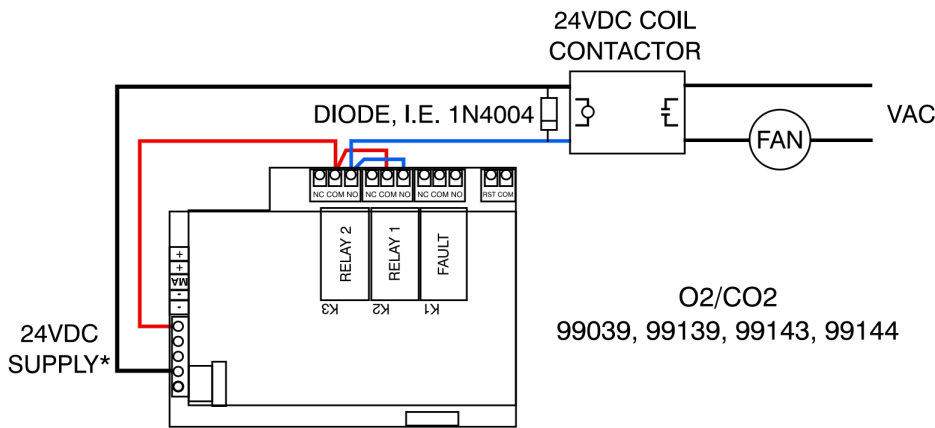 24VDC COIL
CONTACTOR
DIODE, I.E. 1N4004
VAC
FAN
NC COM NO NC COM NO NC COM NO RST COM
RELAY 2
RELAY 1
FAULT
K3
K2
K1
+
+
MA
-
-
24VDC
SUPPLY*
O2/CO2
99039, 99139, 99143, 99144